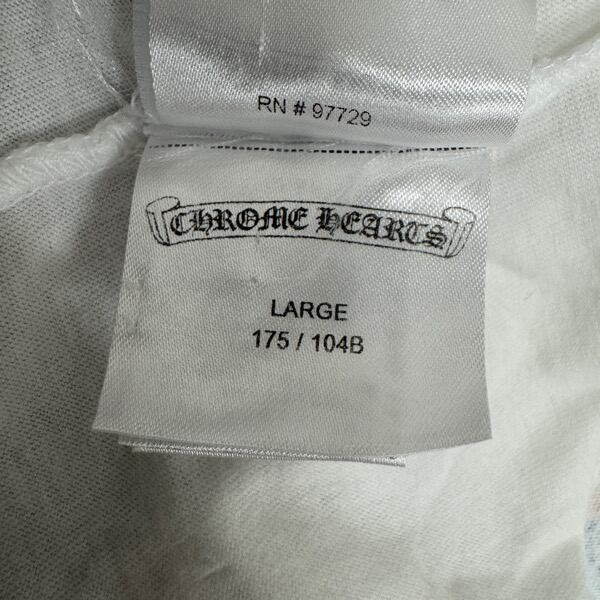 RN # 97729
CHROME HEARTS
LARGE
175 / 104B